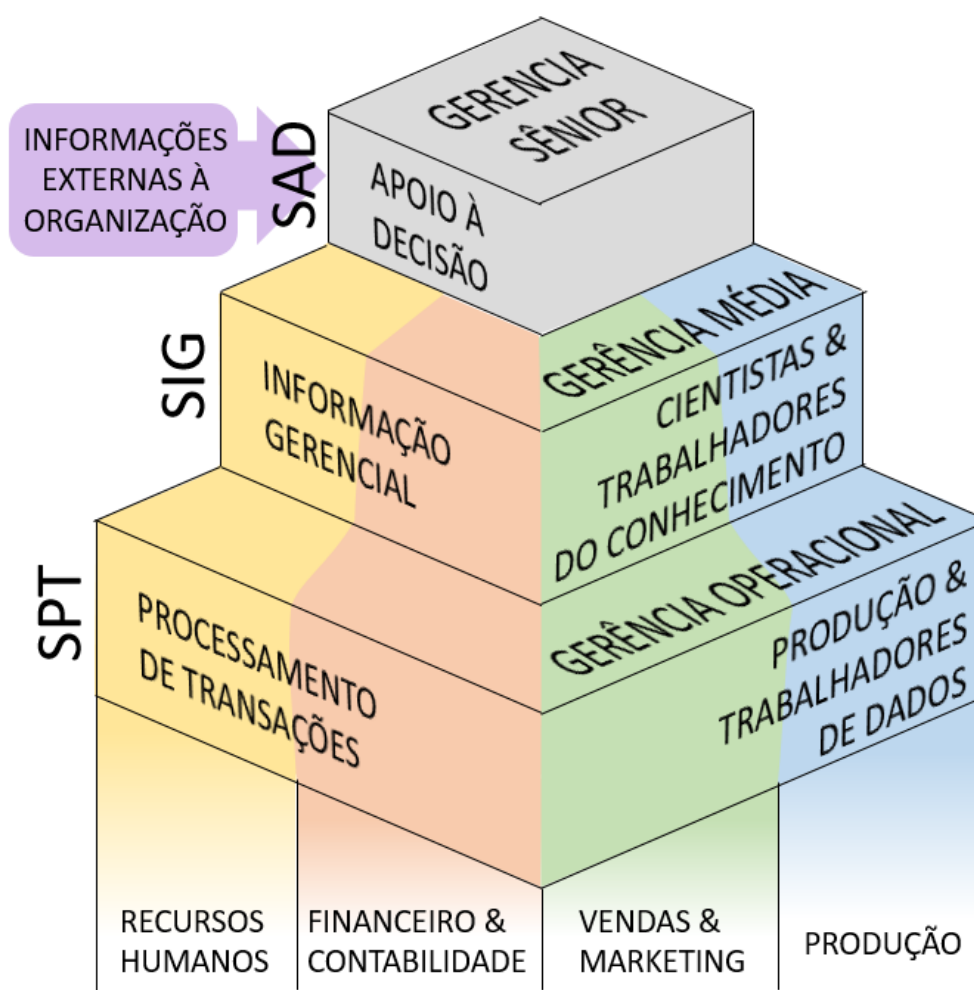 GERENCIA
SÊNIOR
INFORMAÇÕES
EXTERNAS À
ORGANIZAÇÃO
SAD
APOIO À
DECISÃO
SIG
INFORMAÇÃO
GERENCIAL
GERÊNCIA MÉDIA
CIENTISTAS &
TRABALHADORES
DO CONHECIMENTO
SPT
PROCESSAMENTO
DE TRANSAÇÕES
GERÊNCIA OPERACIONAL
PRODUÇÃO &
TRABALHADORES
DE DADOS
RECURSOS
HUMANOS
FINANCEIRO &
CONTABILIDADE
VENDAS &
MARKETING
PRODUÇÃO